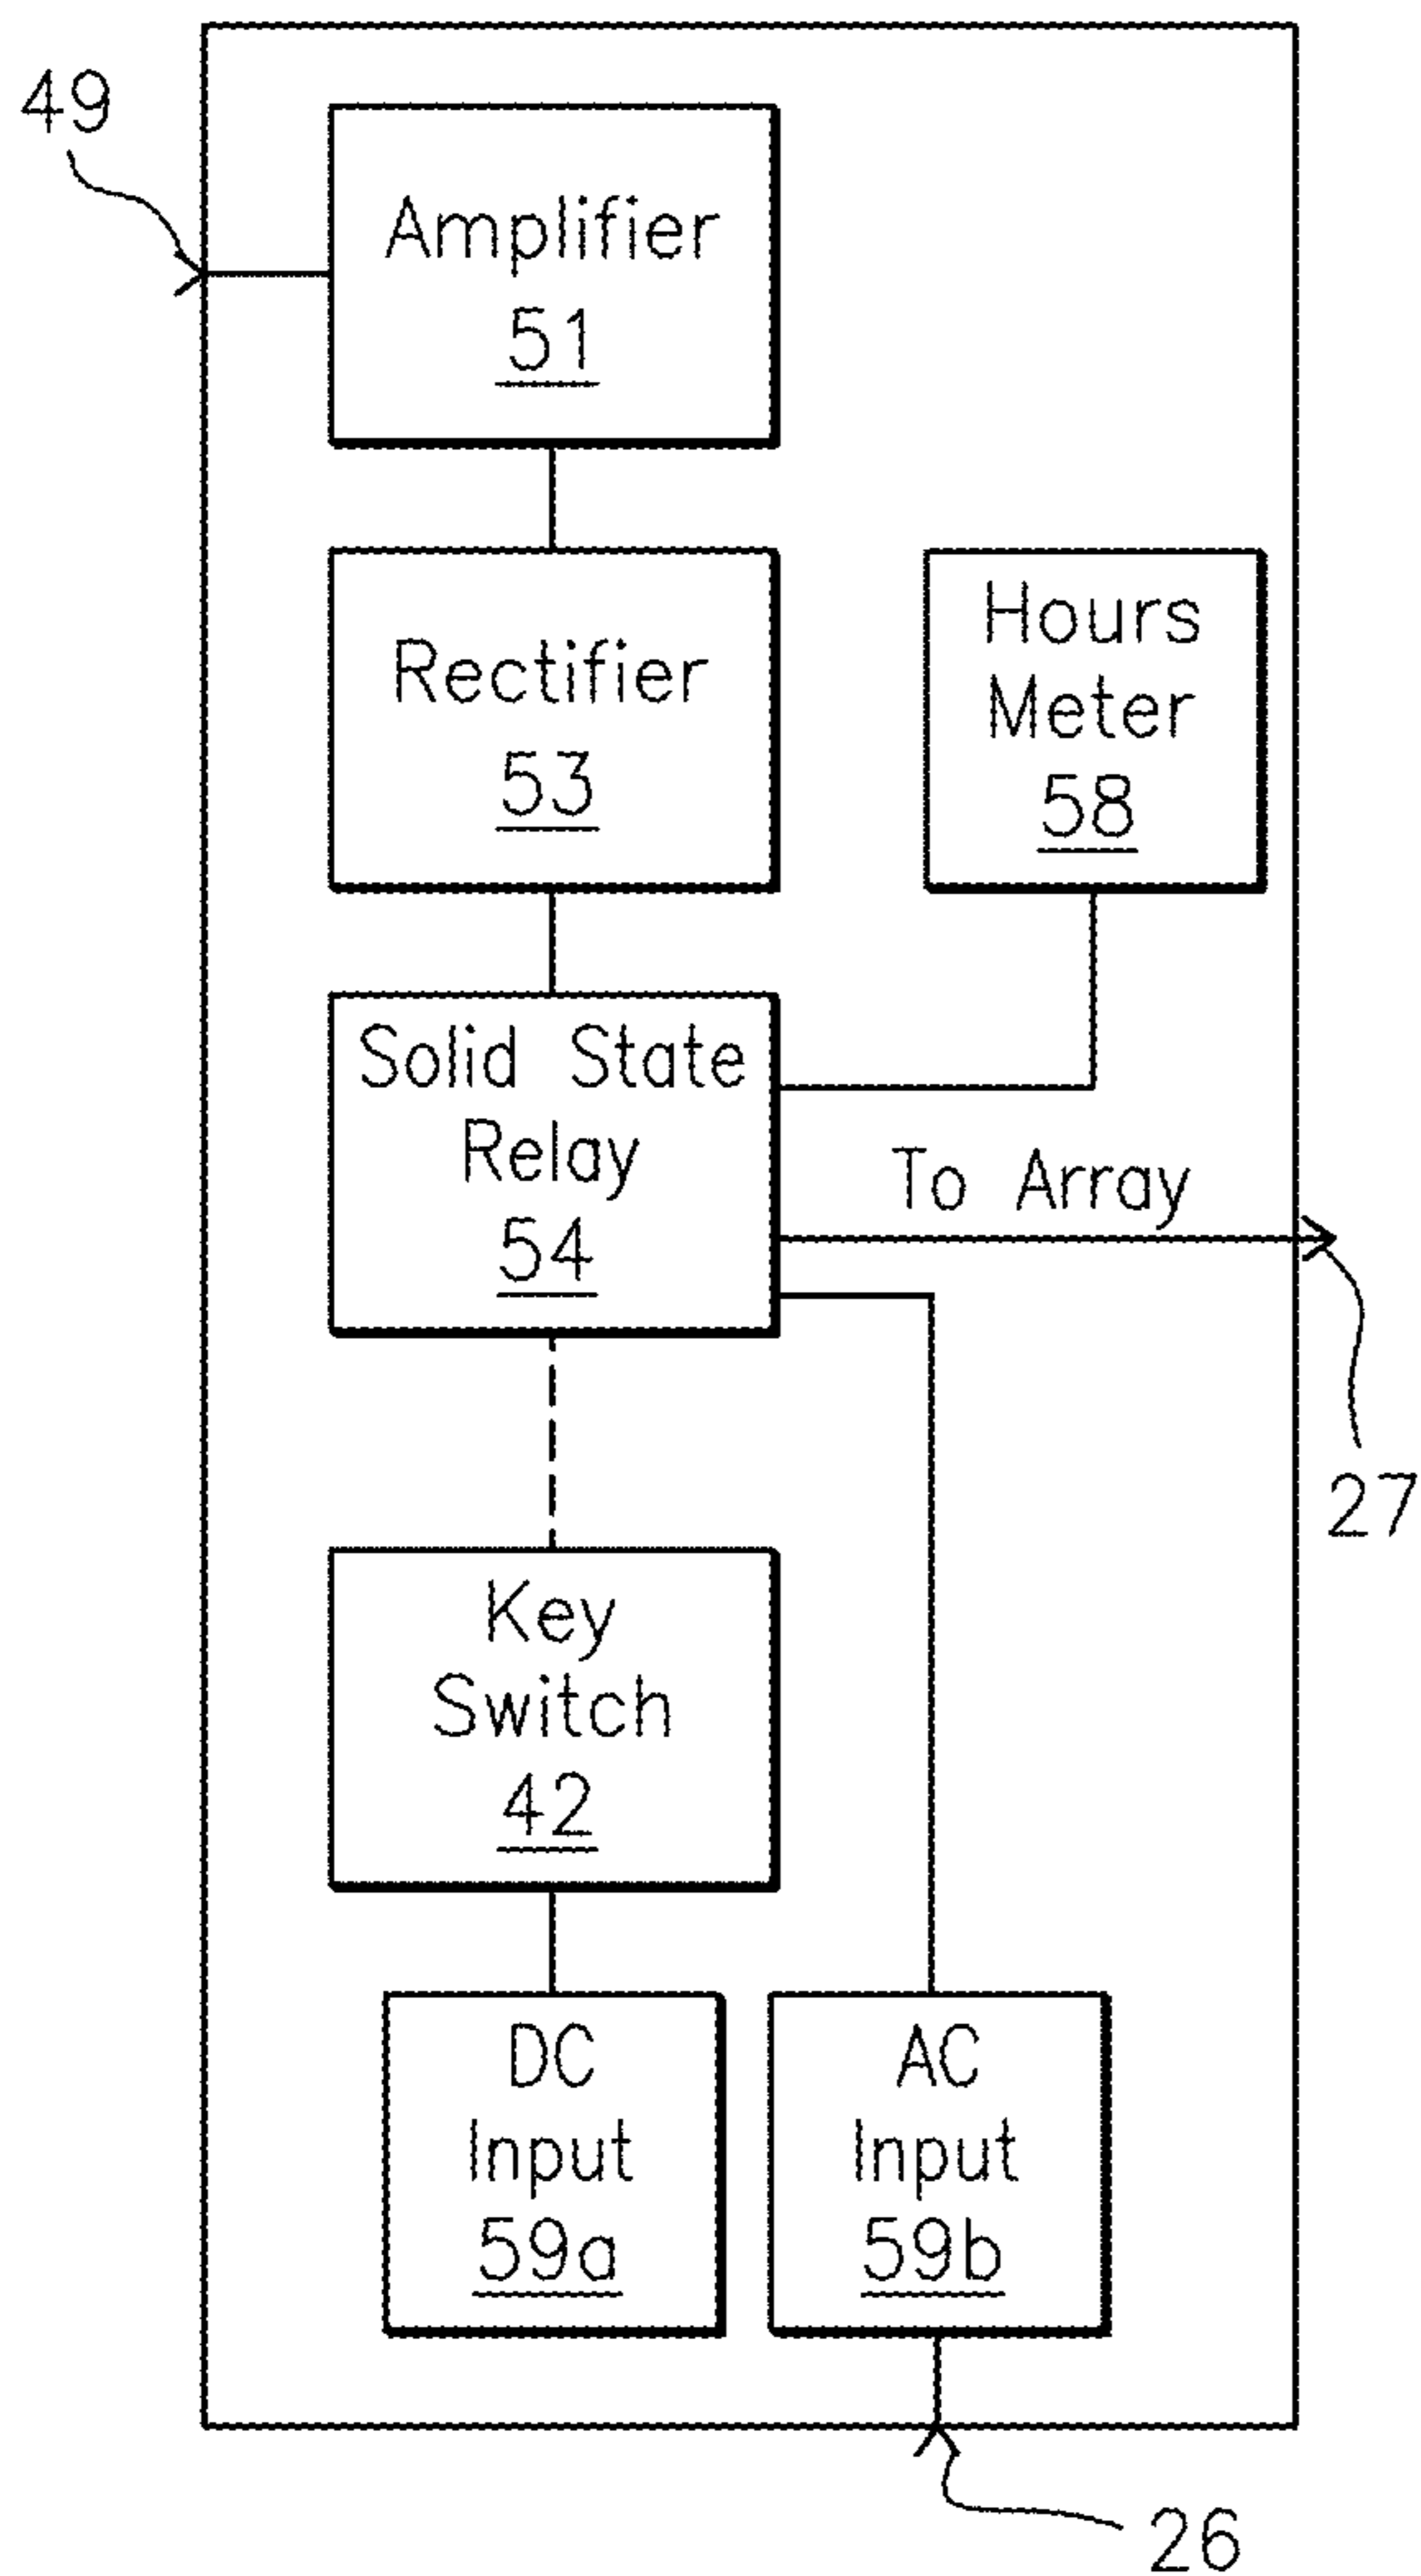 49
Amplifier
51
Rectifier
53
Hours
Meter
58
Solid State
Relay
54
To Array
27
Key
Switch
42
DC
Input
59a
AC
Input
59b
26